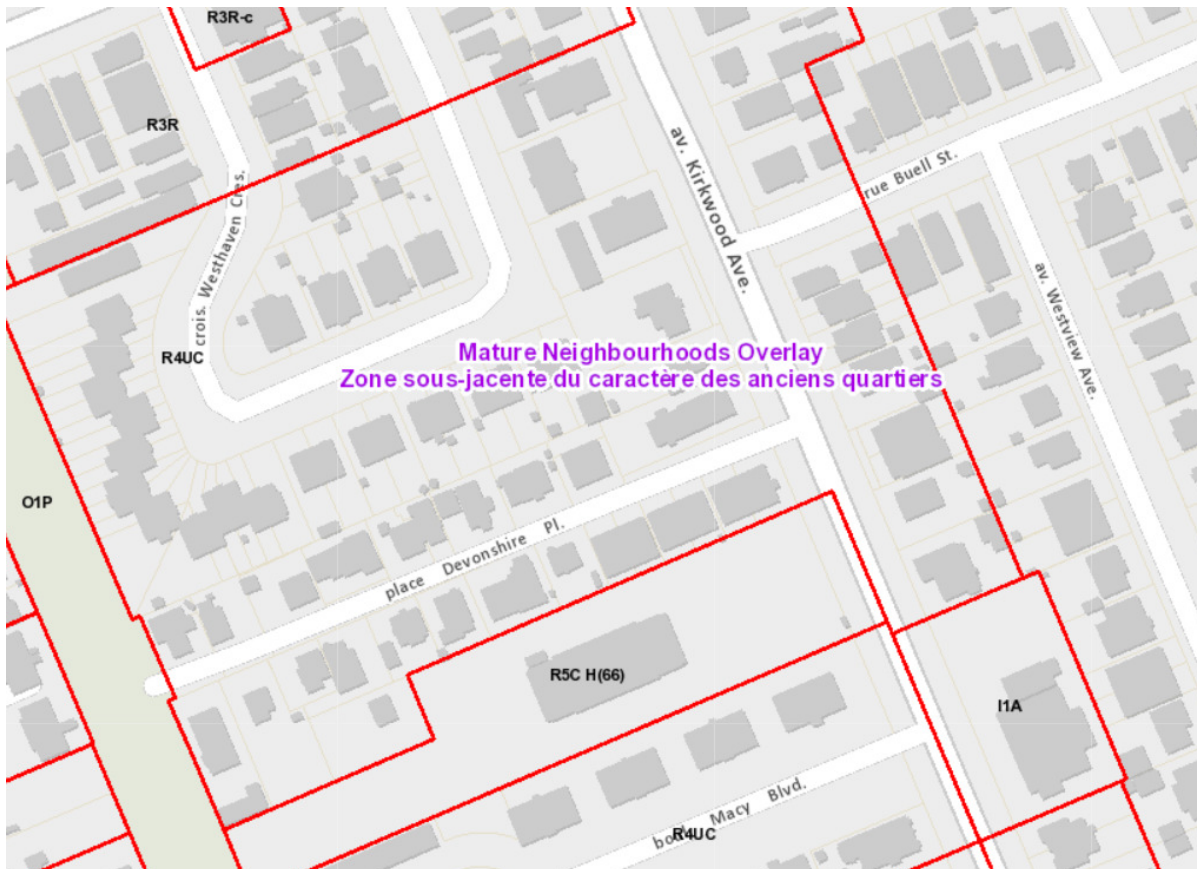 R3R-c
R3R
av. Kirkwood Ave.
rue Buell St.
crois. Westhaven Cres.
av. Westview Ave.
R4UC
Mature Neighbourhoods Overlay
Zone sous-jacente du caractère des anciens quartiers
O1P
place Devonshire Pl.
R5C H(66)
I1A
Macy Blvd.
R4UC